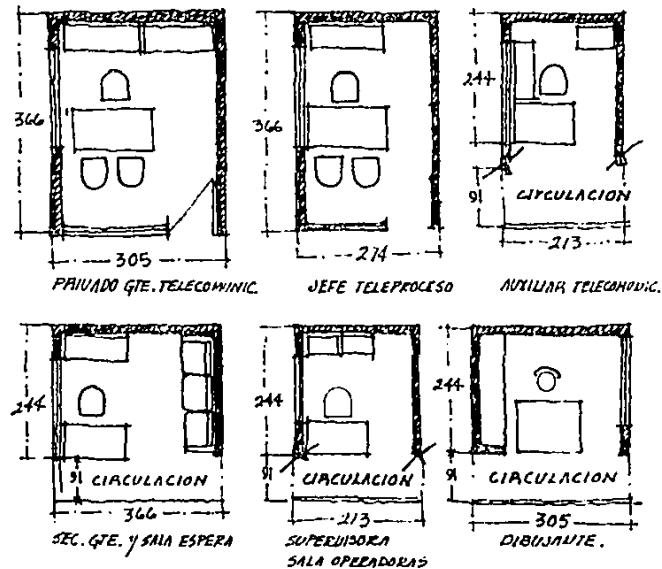 366
305
PRIVADO GTE. TELECOMINIC.
366
274
JEFE TELEPROCESO
244
91
CIRCULACION
213
AUXILIAR TELECOMUNIC.
244
91
CIRCULACION
366
SEC. GTE. Y SALA ESPERA
244
91
CIRCULACION
213
SUPERVISORA
SALA OPERADORAS
244
91
CIRCULACION
305
DIBUJANTE.